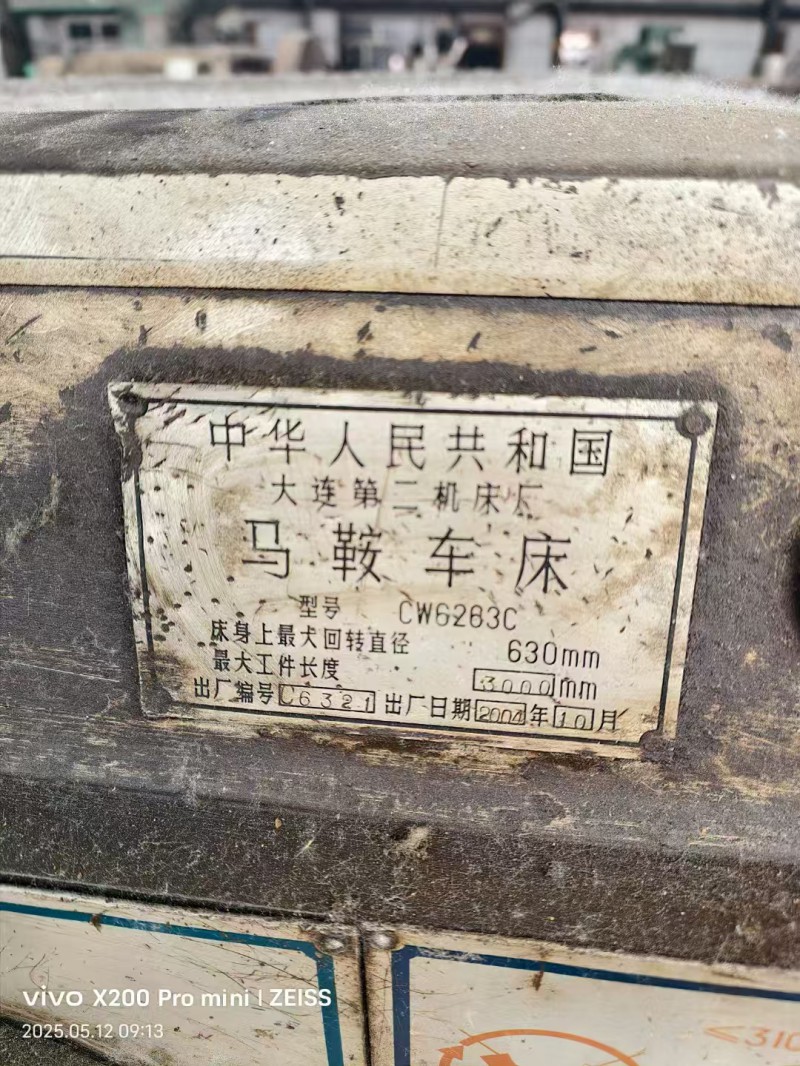 中华人民共和国
大连第二机床厂
马鞍车床
型号 CW6263C
床身上最大回转直径 630mm
最大工件长度 3000mm
出厂编号 C6321 出厂日期 2004年10月
vivo X200 Pro mini | ZEISS
2025.05.12 09:13
≤310